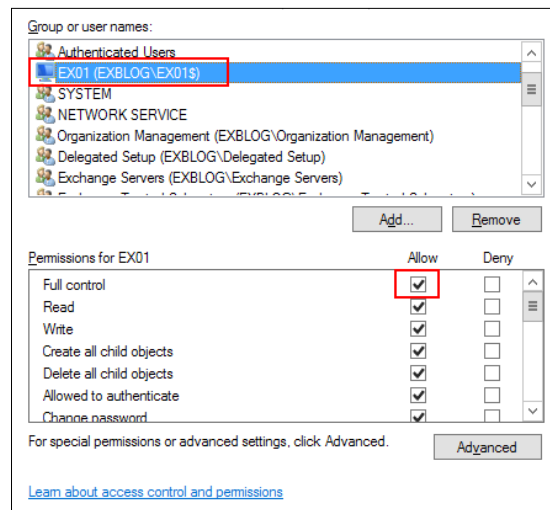 Group or user names:
Authenticated Users
EX01 (EXBLOG\EX01$)
SYSTEM
NETWORK SERVICE
Organization Management (EXBLOG\Organization Management)
Delegated Setup (EXBLOG\Delegated Setup)
Exchange Servers (EXBLOG\Exchange Servers)
Add... Remove
Permissions for EX01 Allow Deny
Full control
Read
Write
Create all child objects
Delete all child objects
Allowed to authenticate
Change password
For special permissions or advanced settings, click Advanced. Advanced
Learn about access control and permissions